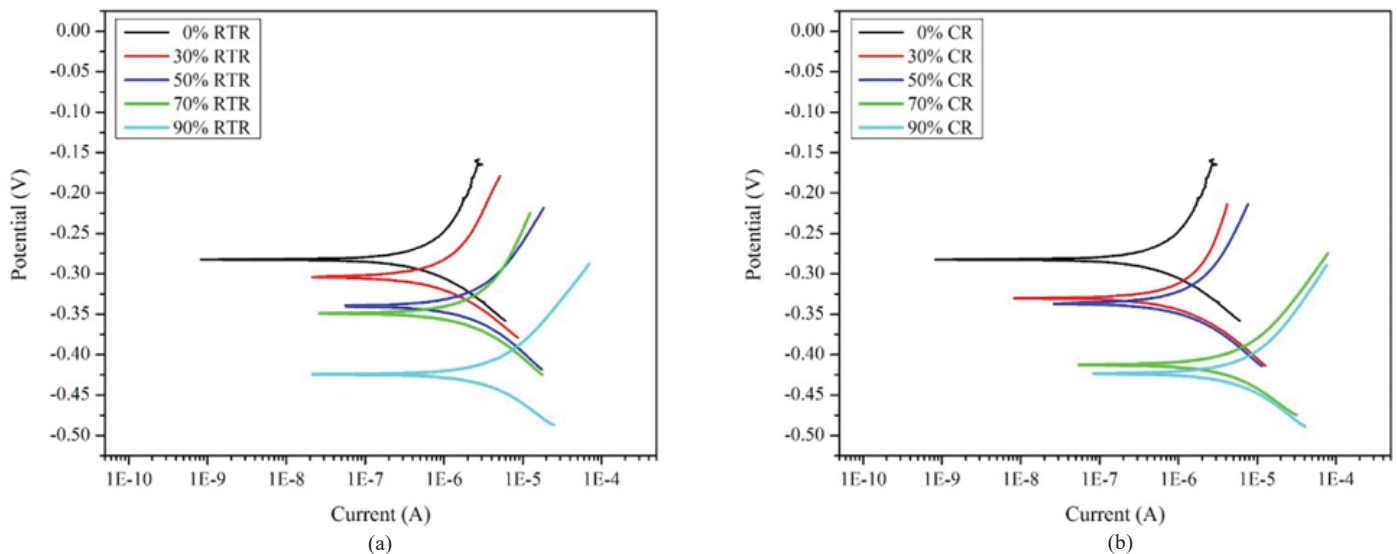 0% RTR
30% RTR
50% RTR
70% RTR
90% RTR
0.00
-0.05
-0.10
-0.15
-0.20
-0.25
-0.30
-0.35
-0.40
-0.45
-0.50
Potential (V)
1E-10 1E-9 1E-8 1E-7 1E-6 1E-5 1E-4
Current (A)
(a)
0% CR
30% CR
50% CR
70% CR
90% CR
0.00
-0.05
-0.10
-0.15
-0.20
-0.25
-0.30
-0.35
-0.40
-0.45
-0.50
Potential (V)
1E-10 1E-9 1E-8 1E-7 1E-6 1E-5 1E-4
Current (A)
(b)